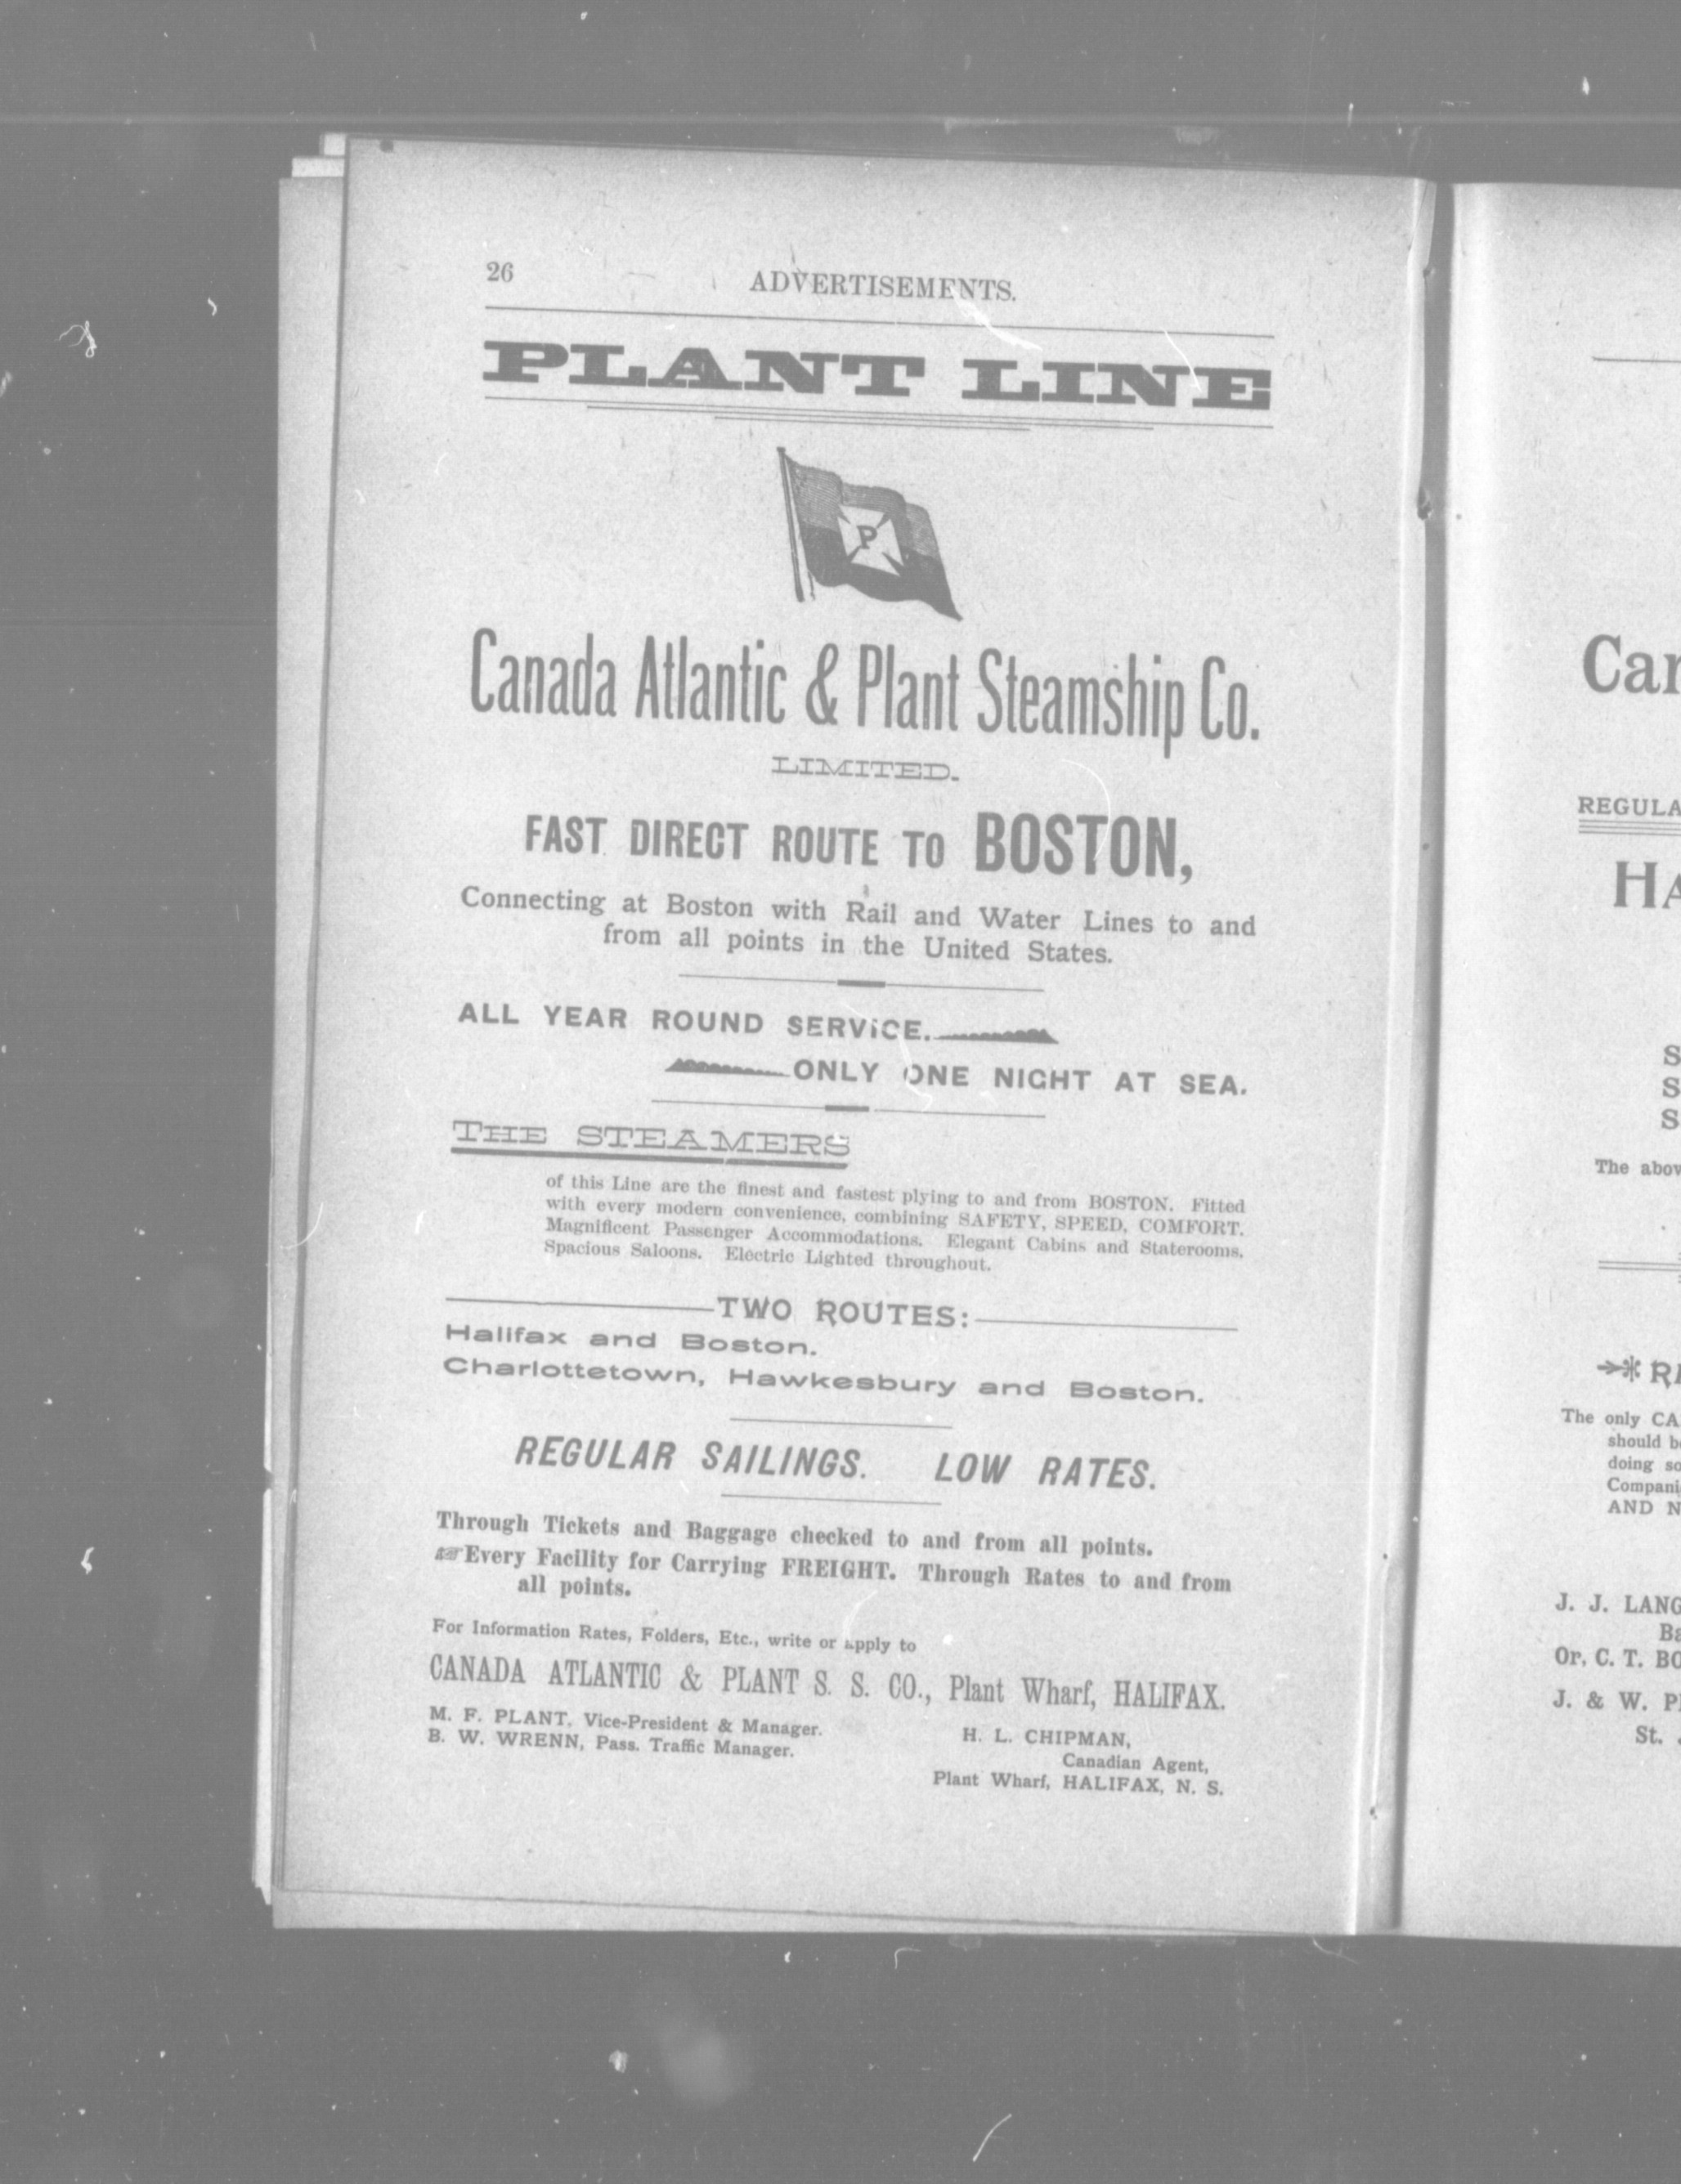 26 ADVERTISEMENTS.
PLANT LINE
P
Canada Atlantic & Plant Steamship Co.
LIMITED.
FAST DIRECT ROUTE TO BOSTON,
Connecting at Boston with Rail and Water Lines to and
from all points in the United States.
ALL YEAR ROUND SERVICE.
ONLY ONE NIGHT AT SEA.
THE STEAMERS
of this Line are the finest and fastest plying to and from BOSTON. Fitted
with every modern convenience, combining SAFETY, SPEED, COMFORT.
Magnificent Passenger Accommodations. Elegant Cabins and Staterooms.
Spacious Saloons. Electric Lighted throughout.
TWO ROUTES:
Halifax and Boston.
Charlottetown, Hawkesbury and Boston.
REGULAR SAILINGS. LOW RATES.
Through Tickets and Baggage checked to and from all points.
☞Every Facility for Carrying FREIGHT. Through Rates to and from
all points.
For Information Rates, Folders, Etc., write or apply to
CANADA ATLANTIC & PLANT S. S. CO., Plant Wharf, HALIFAX.
M. F. PLANT, Vice-President & Manager.
B. W. WRENN, Pass. Traffic Manager.
H. L. CHIPMAN,
Canadian Agent,
Plant Wharf, HALIFAX, N. S.
Car
REGULA
HA
S
S
S
The abov
RE
The only CA
should be
doing so
Compani
AND N
J. J. LANG
Ba
Or, C. T. BO
J. & W. P
St.